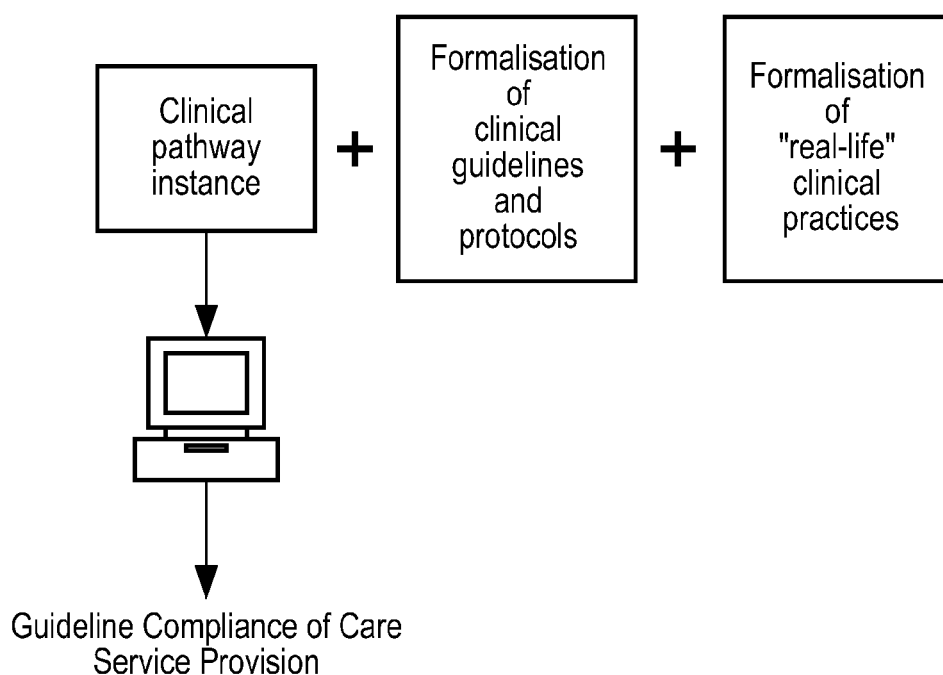 Clinical
pathway
instance
+
Formalisation
of
clinical
guidelines
and
protocols
+
Formalisation
of
"real-life"
clinical
practices
Guideline Compliance of Care
Service Provision